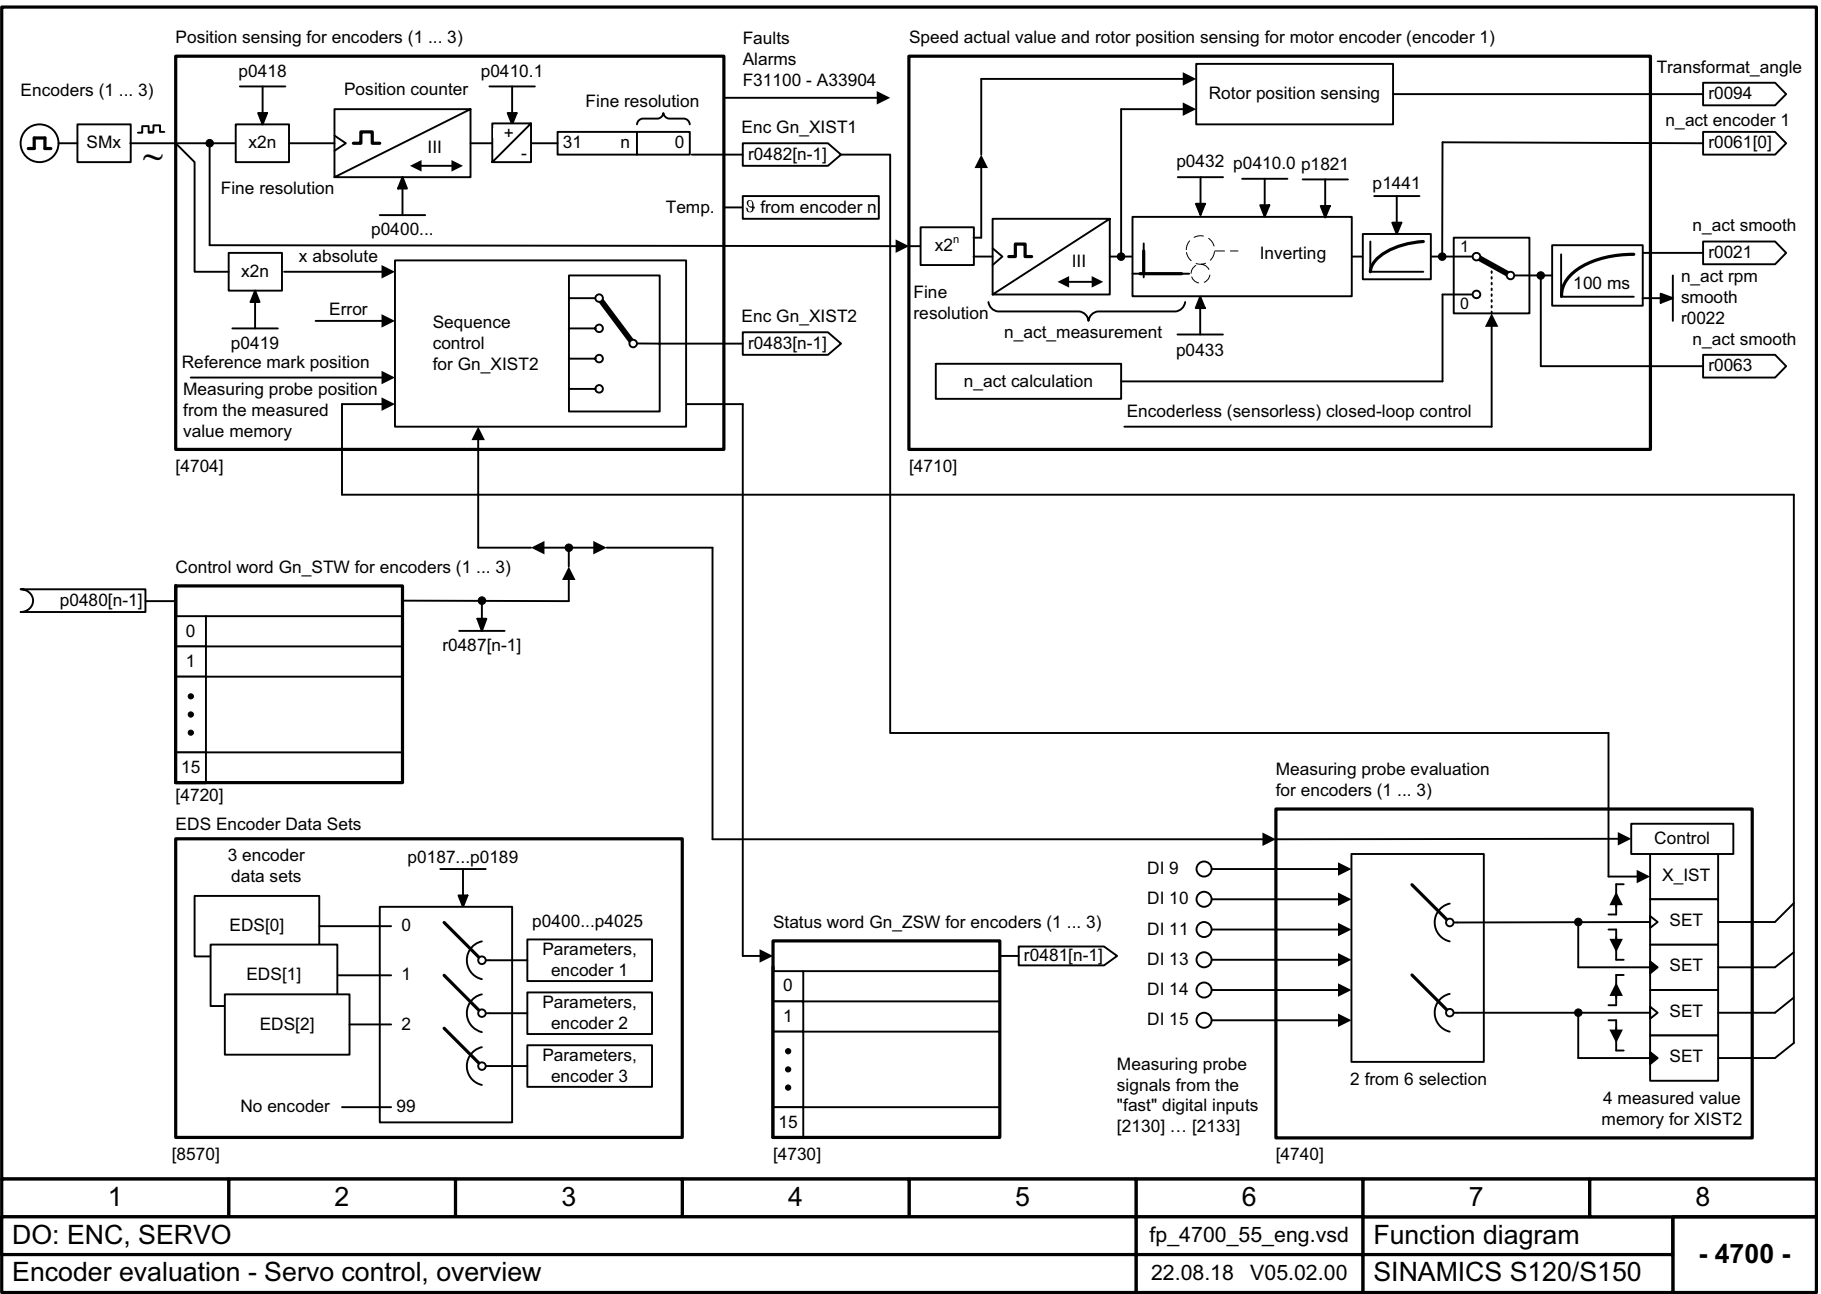 Position sensing for encoders (1 ... 3)
Encoders (1 ... 3)
SMx
p0418
x2n
Fine resolution
Position counter
III
p0400...
p0410.1
+
-
Fine resolution
31 n 0
x2n
p0419
x absolute
Error
Reference mark position
Measuring probe position
from the measured
value memory
Sequence
control
for Gn_XIST2
[4704]
Faults
Alarms
F31100 - A33904
Enc Gn_XIST1
r0482[n-1]
Temp.
ϑ from encoder n
Enc Gn_XIST2
r0483[n-1]
Speed actual value and rotor position sensing for motor encoder (encoder 1)
Rotor position sensing
x2ⁿ
Fine
resolution
III
n_act_measurement
p0432
p0410.0
p1821
Inverting
p0433
p1441
1
0
100 ms
n_act calculation
Encoderless (sensorless) closed-loop control
[4710]
Transformat_angle
r0094
n_act encoder 1
r0061[0]
n_act smooth
r0021
n_act rpm
smooth
r0022
n_act smooth
r0063
Control word Gn_STW for encoders (1 ... 3)
p0480[n-1]
0
1
15
r0487[n-1]
[4720]
EDS Encoder Data Sets
3 encoder
data sets
p0187...p0189
EDS[0]
EDS[1]
EDS[2]
0
1
2
No encoder
99
p0400...p4025
Parameters,
encoder 1
Parameters,
encoder 2
Parameters,
encoder 3
[8570]
Status word Gn_ZSW for encoders (1 ... 3)
r0481[n-1]
0
1
15
[4730]
Measuring probe evaluation
for encoders (1 ... 3)
DI 9
DI 10
DI 11
DI 13
DI 14
DI 15
Measuring probe
signals from the
"fast" digital inputs
[2130] … [2133]
2 from 6 selection
Control
X_IST
SET
SET
SET
SET
4 measured value
memory for XIST2
[4740]
1 2 3 4 5 6 7 8
DO: ENC, SERVO
fp_4700_55_eng.vsd
Function diagram
- 4700 -
Encoder evaluation - Servo control, overview
22.08.18 V05.02.00
SINAMICS S120/S150